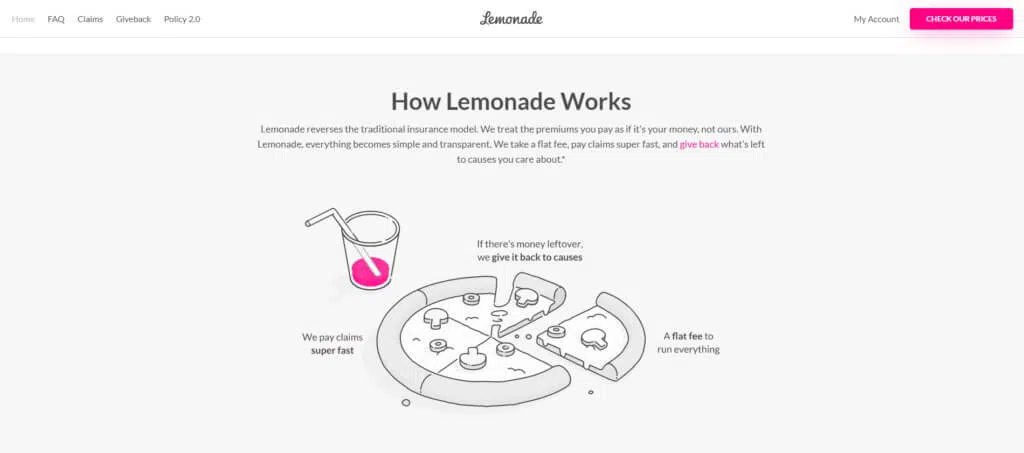 Home FAQ Claims Giveback Policy 2.0 Lemonade My Account CHECK OUR PRICES
How Lemonade Works
Lemonade reverses the traditional insurance model. We treat the premiums you pay as if it's your money, not ours. With
Lemonade, everything becomes simple and transparent. We take a flat fee, pay claims super fast, and give back what's left
to causes you care about.*
If there's money leftover,
we give it back to causes
We pay claims
super fast
A flat fee to
run everything